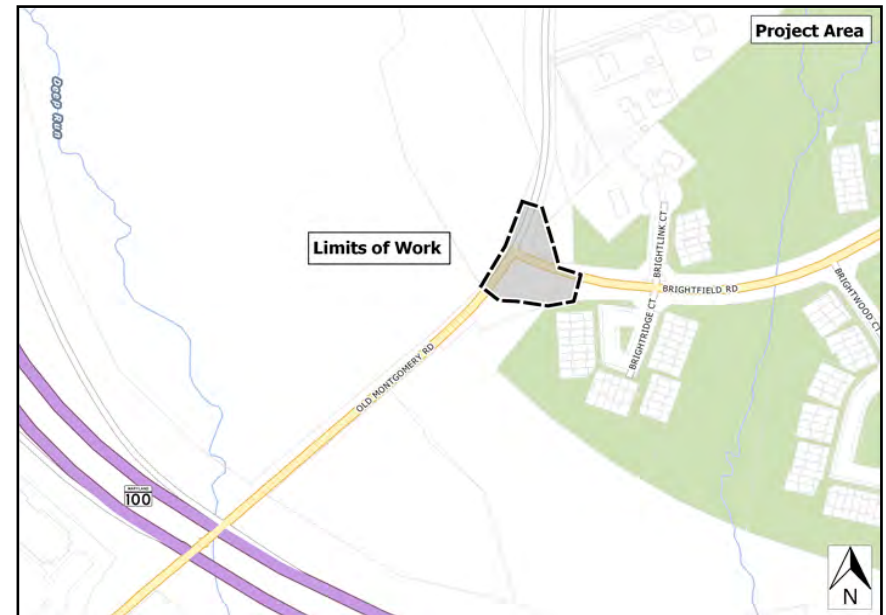 Project Area
Deep Run
BRIGHTLINK CT
Limits of Work
BRIGHTFIELD RD
BRIGHTWOOD CT
BRIGHTRIDGE CT
OLD MONTGOMERY RD
MARYLAND
100
N